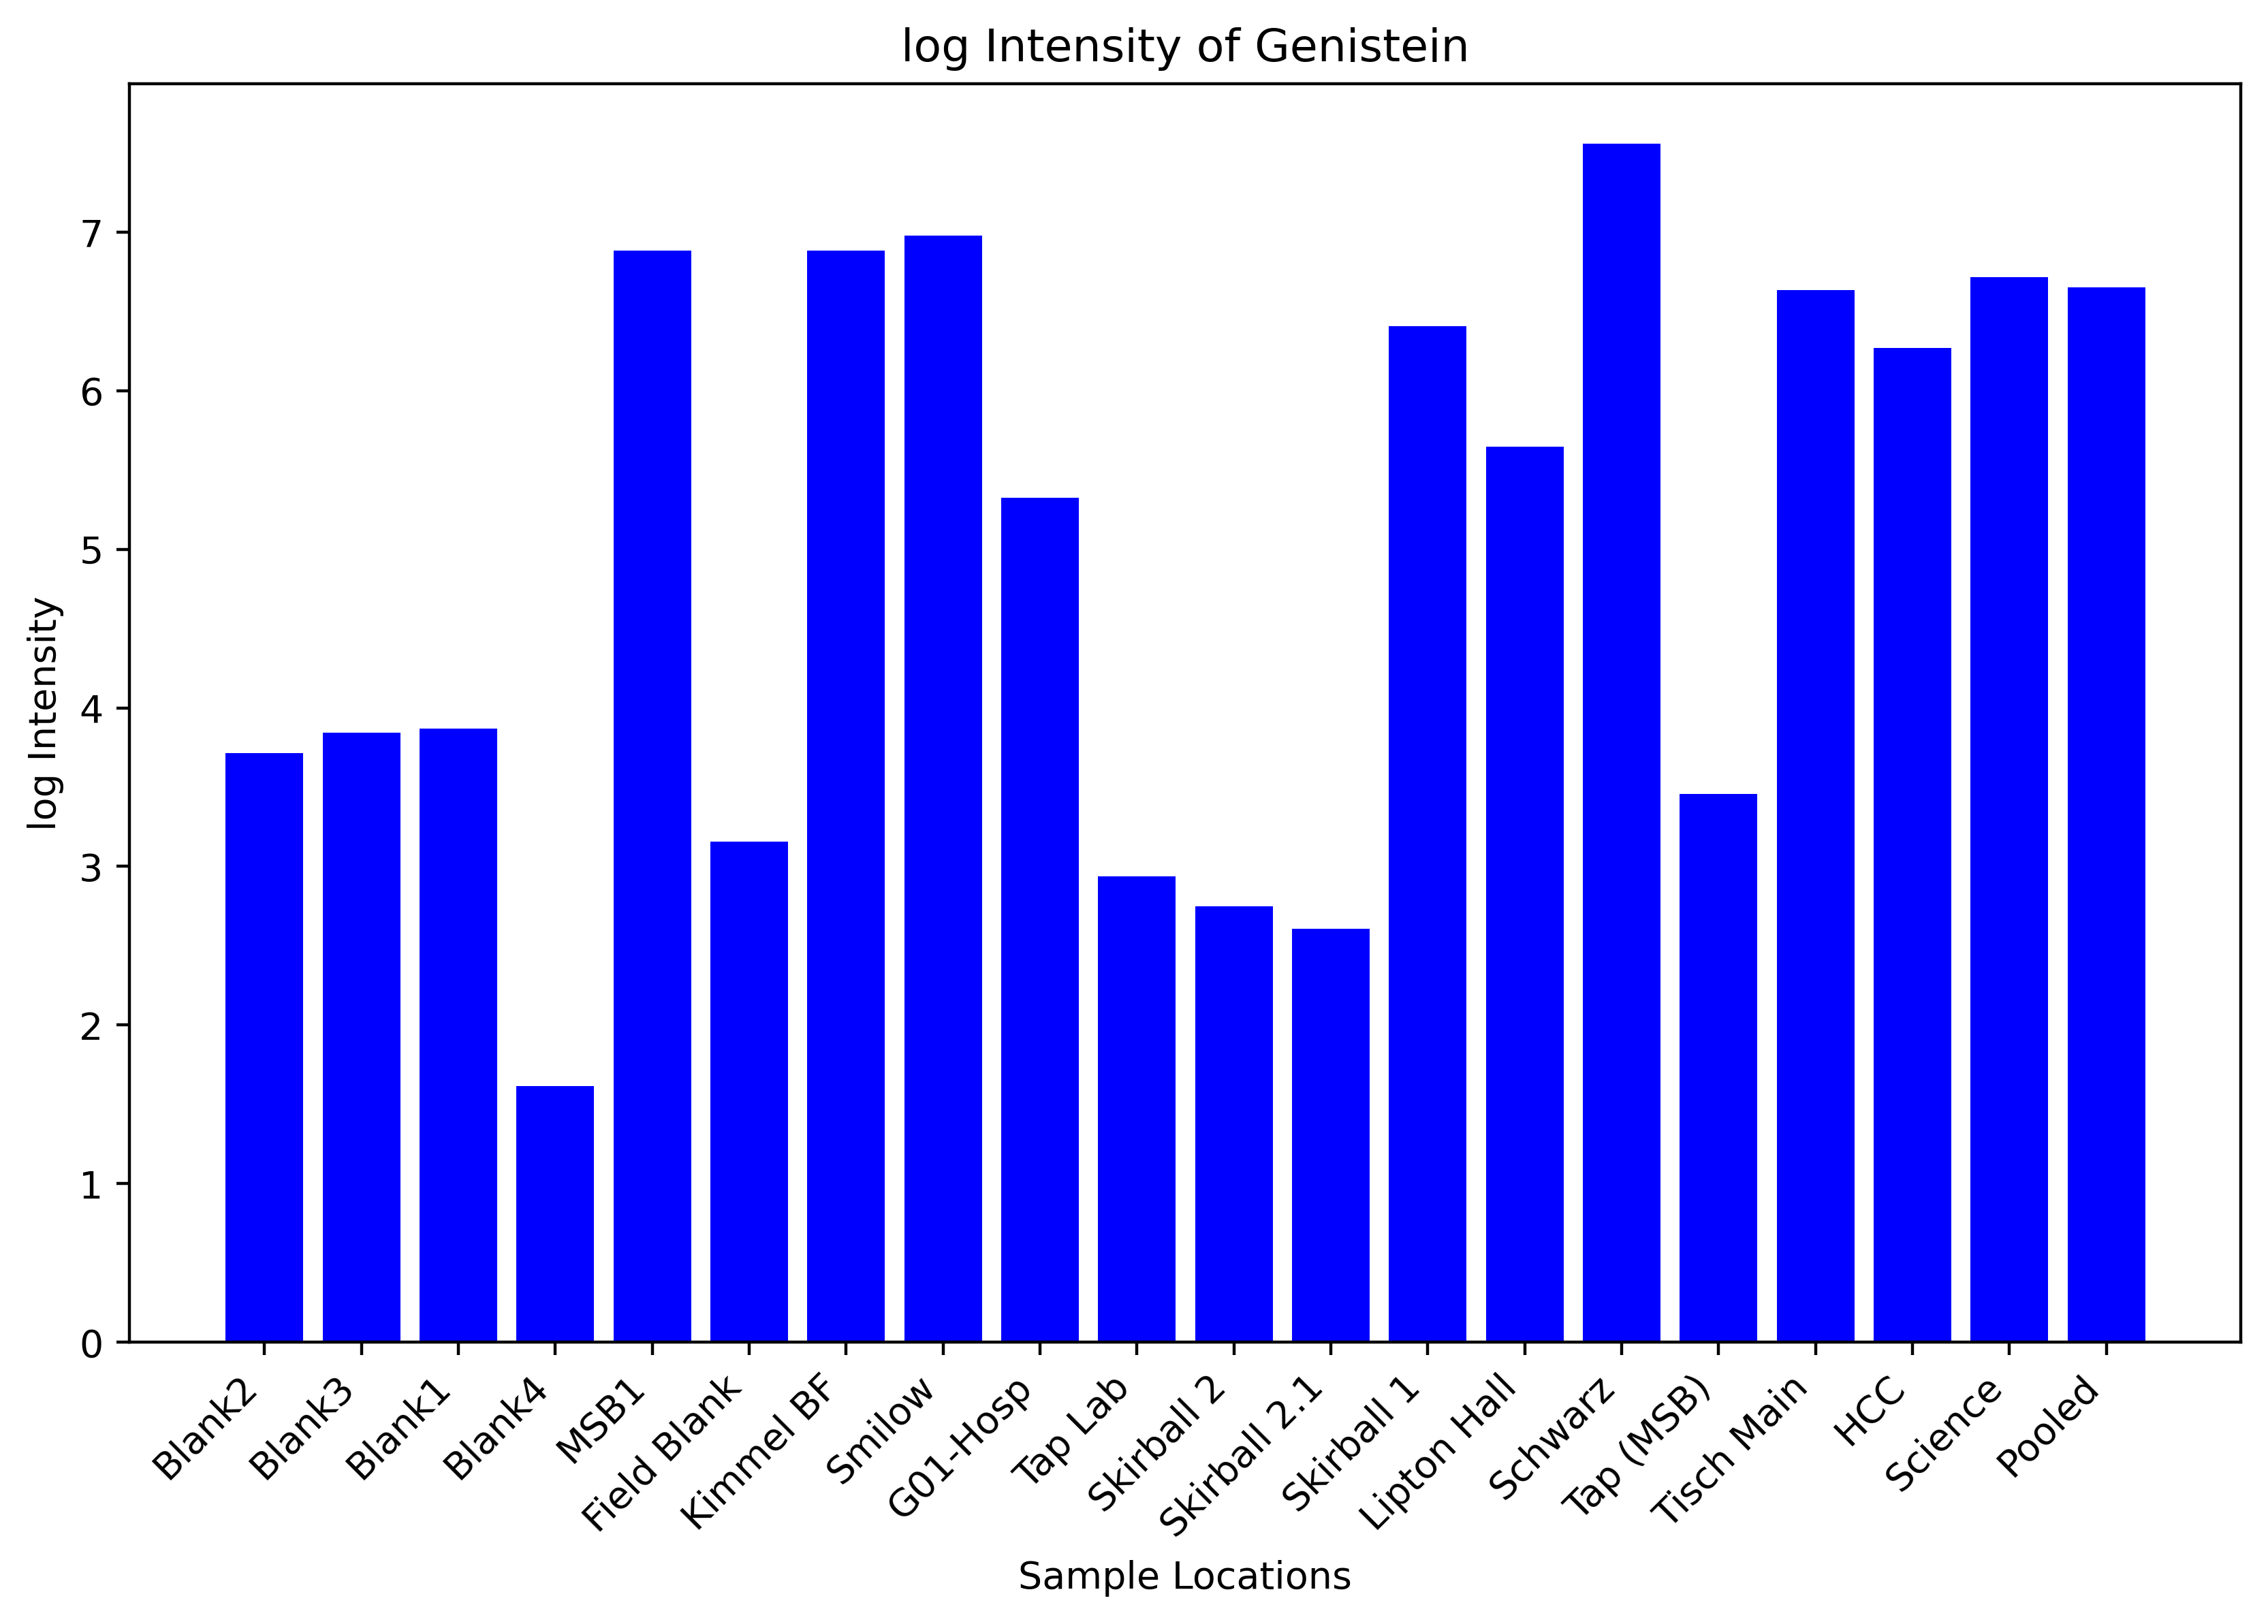 log Intensity of Genistein
log Intensity
7
6
5
4
3
2
1
0
Blank2
Blank3
Blank1
Blank4
MSB1
Field Blank
Kimmel BF
Smilow
G01-Hosp
Tap Lab
Skirball 2
Skirball 2.1
Skirball 1
Lipton Hall
Schwarz
Tap (MSB)
Tisch Main
HCC
Science
Pooled
Sample Locations